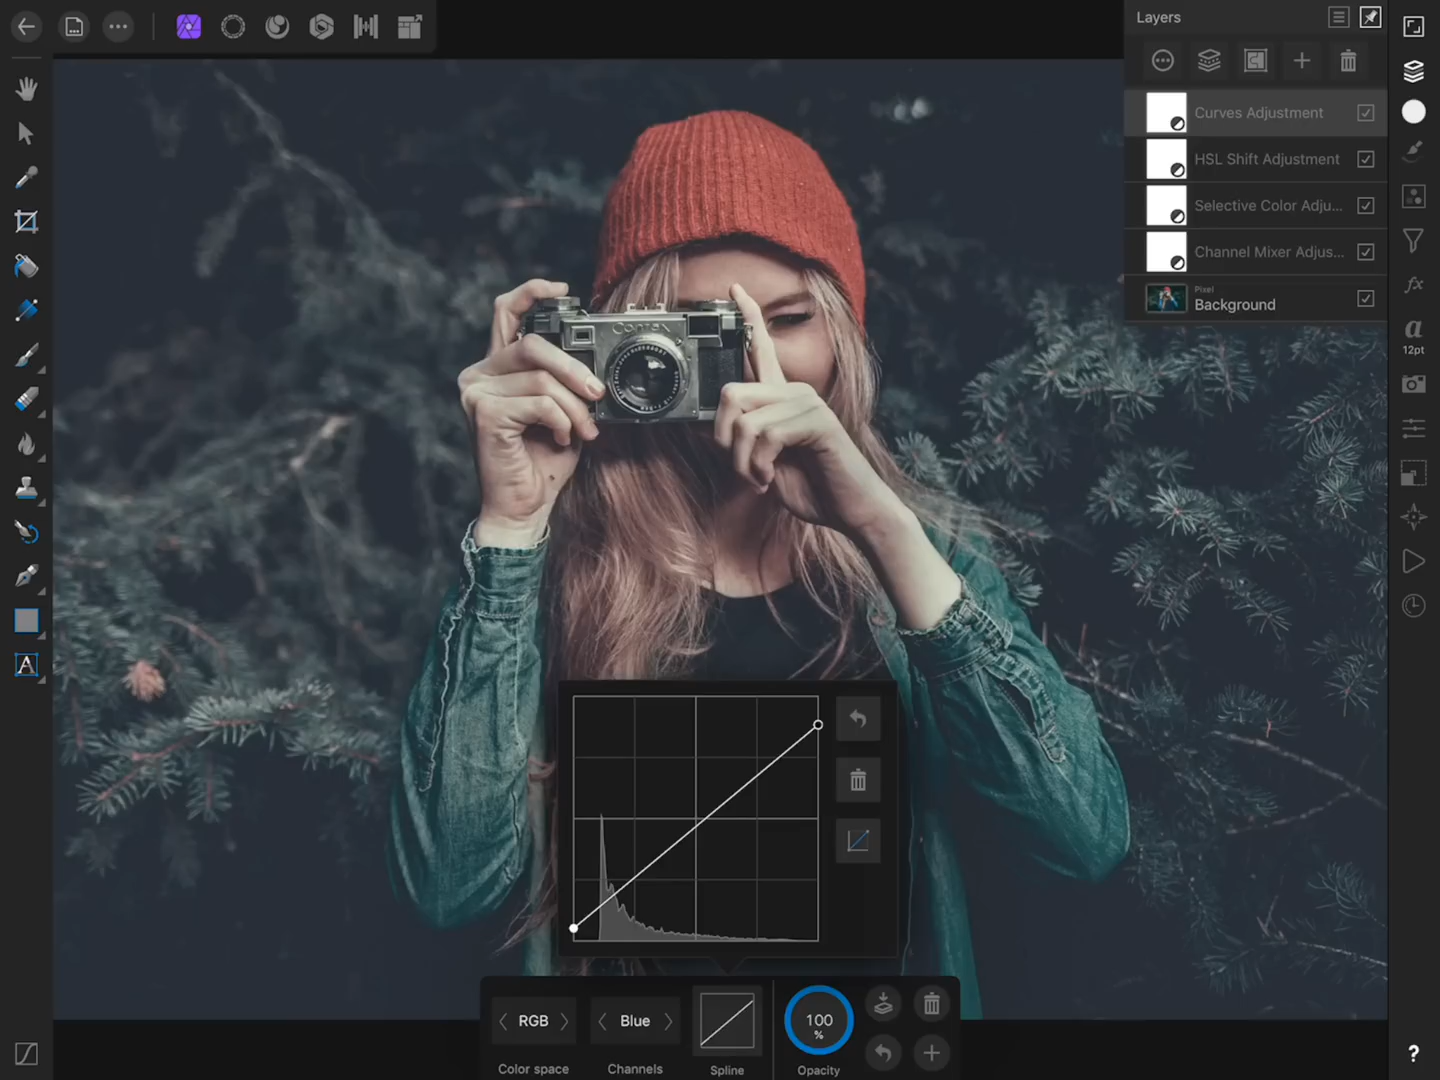 Layers
Curves Adjustment
HSL Shift Adjustment
Selective Color Adju...
Channel Mixer Adjus...
Pixel
Background
a
12pt
Contax
A
RGB
Blue
100
%
Color space
Channels
Spline
Opacity
?